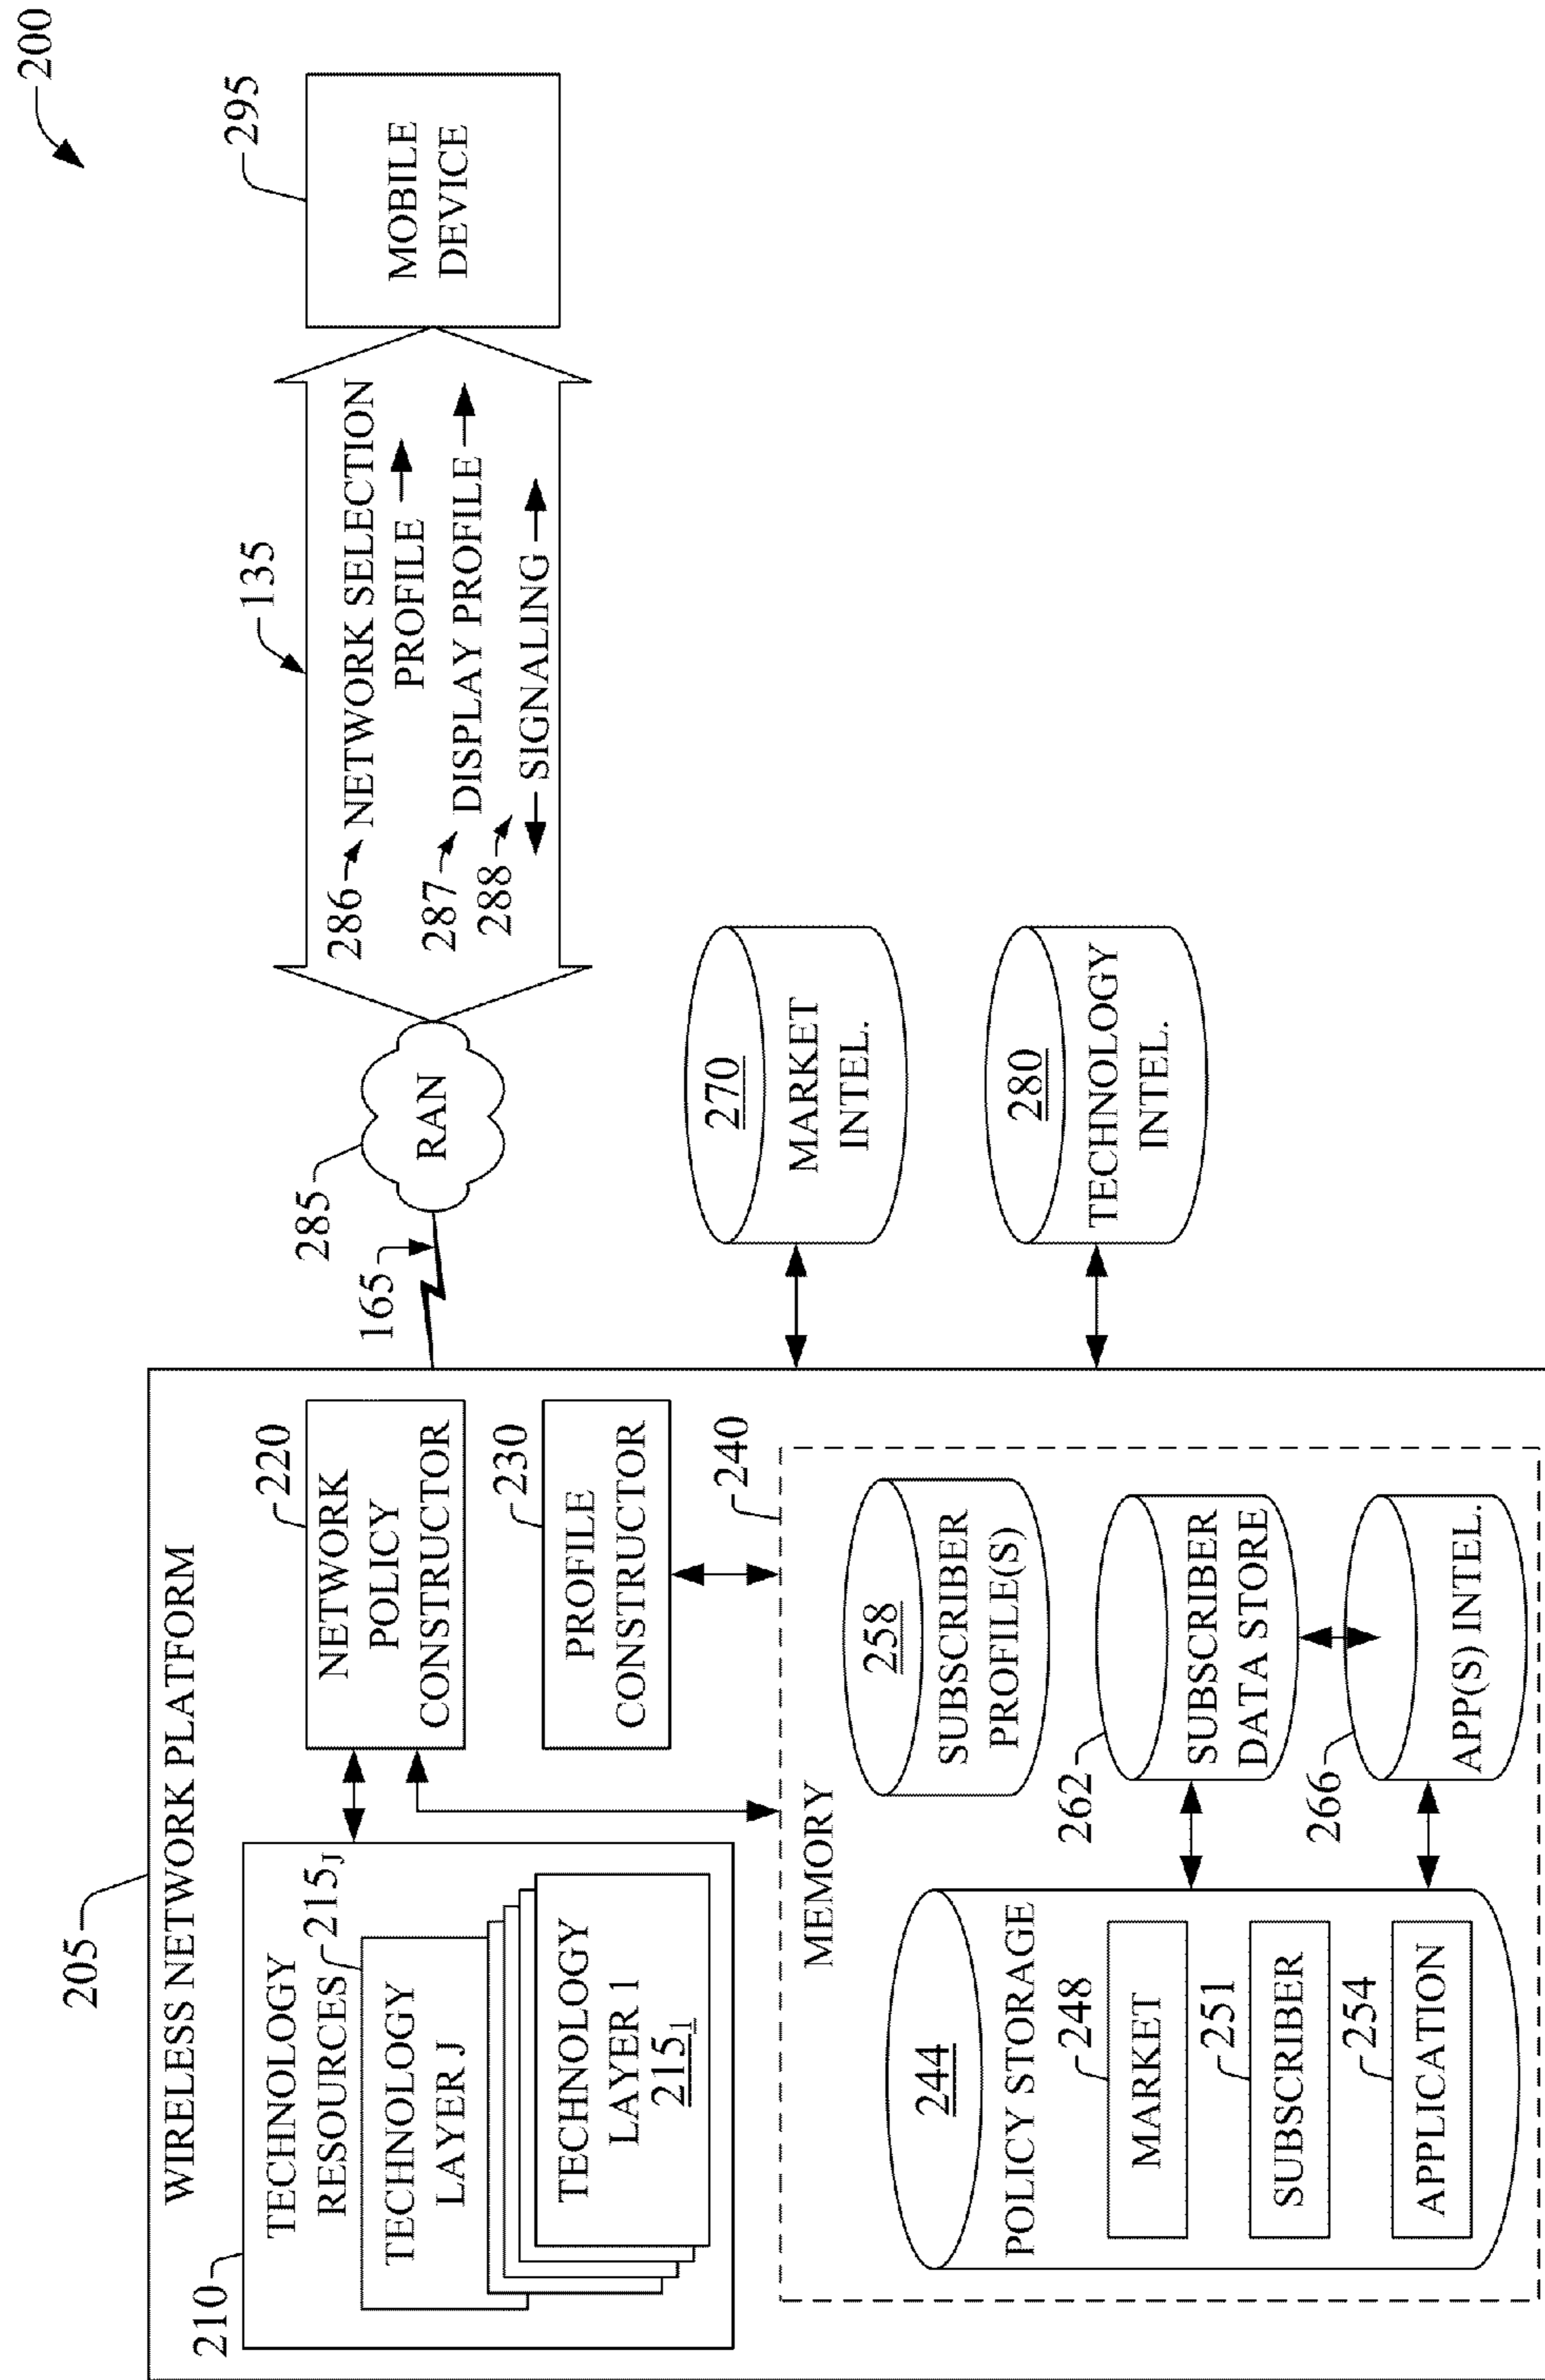 200
205
WIRELESS NETWORK PLATFORM
210
TECHNOLOGY
RESOURCES
215J
TECHNOLOGY
LAYER J
TECHNOLOGY
LAYER 1
2151
220
NETWORK
POLICY
CONSTRUCTOR
230
PROFILE
CONSTRUCTOR
240
MEMORY
244
POLICY STORAGE
248
MARKET
251
SUBSCRIBER
254
APPLICATION
258
SUBSCRIBER
PROFILE(S)
262
SUBSCRIBER
DATA STORE
266
APP(S) INTEL.
165
285
RAN
270
MARKET
INTEL.
280
TECHNOLOGY
INTEL.
135
286
NETWORK SELECTION
PROFILE
287
DISPLAY PROFILE
288
SIGNALING
295
MOBILE
DEVICE